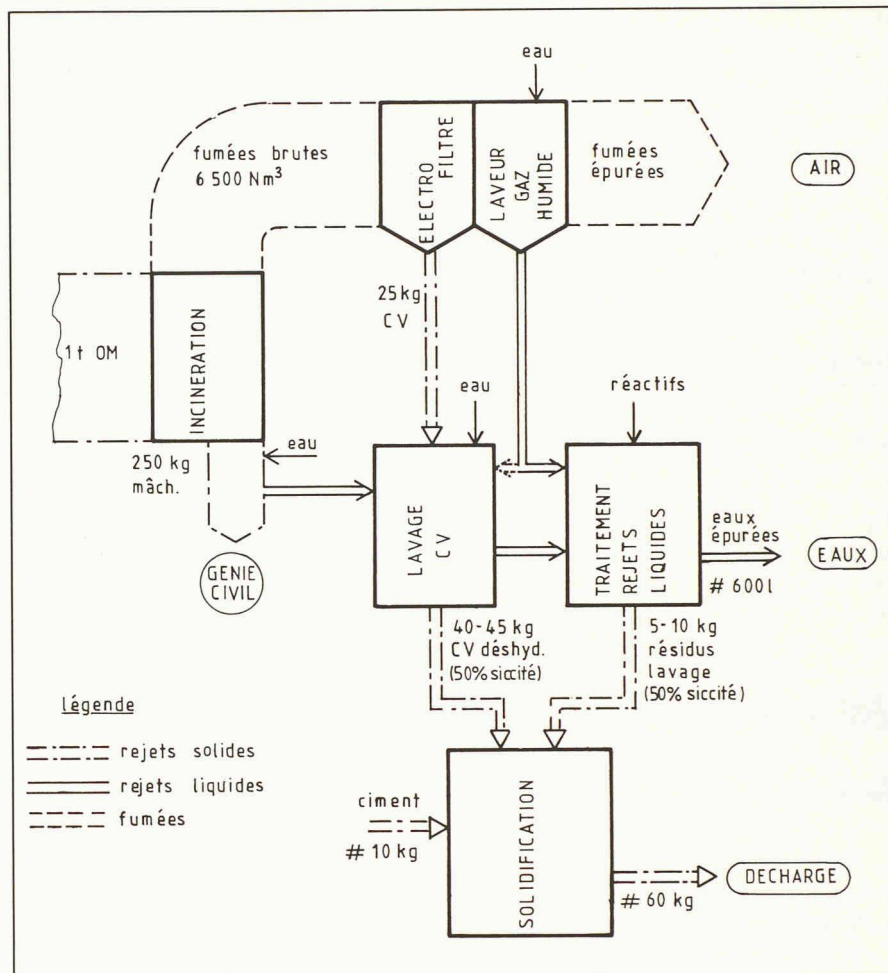 eau
fumées brutes
6 500 Nm³
ELECTRO
FILTRE
LAVEUR
GAZ
HUMIDE
fumées
épurées
AIR
1t OM
INCINERATION
25 kg
CV
eau
réactifs
250 kg
mâch.
eau
GENIE
CIVIL
LAVAGE
CV
TRAITEMENT
REJETS
LIQUIDES
eaux
épurées
# 600 l
EAUX
40-45 kg
CV déshyd.
(50% siccité)
5-10 kg
résidus
lavage
(50% siccité)
légende
rejets solides
rejets liquides
fumées
ciment
# 10 kg
SOLIDIFICATION
# 60 kg
DECHARGE